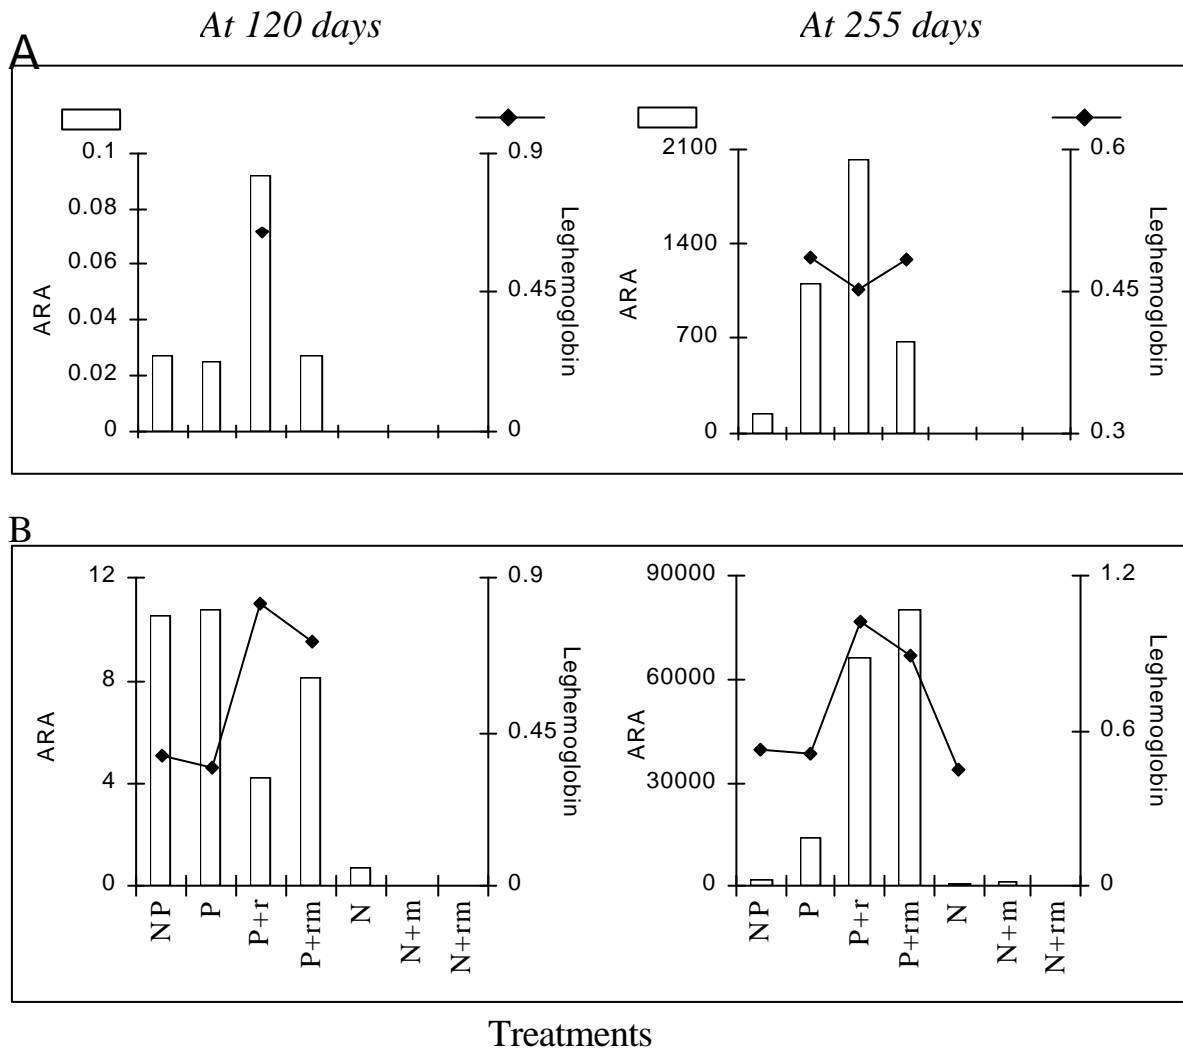 At 120 days
At 255 days
A
0.1
0.08
0.06
0.04
0.02
0
ARA
0.9
0.45
0
Leghemoglobin
2100
1400
700
0
ARA
0.6
0.45
0.3
Leghemoglobin
B
12
8
4
0
ARA
0.9
0.45
0
Leghemoglobin
NP
P
P+r
P+rm
N
N+m
N+rm
90000
60000
30000
0
ARA
1.2
0.6
0
Leghemoglobin
NP
P
P+r
P+rm
N
N+m
N+rm
Treatments